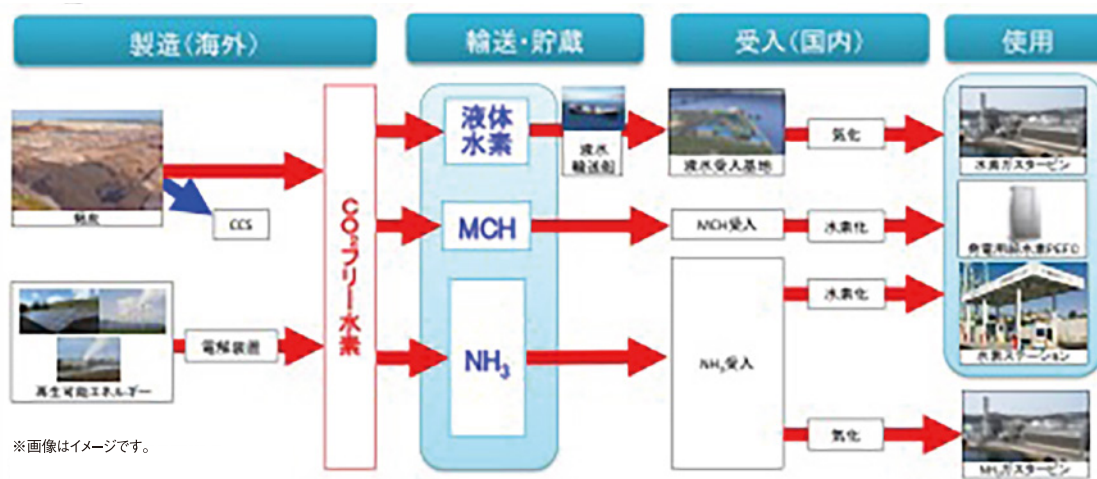 製造（海外）
輸送・貯蔵
受入（国内）
使用
褐炭
CCS
再生可能エネルギー
電解装置
CO₂フリー水素
液体
水素
MCH
NH₃
液水
輸送船
液水受入基地
気化
MCH受入
水素化
NH₃受入
水素化
気化
水素ガスタービン
発電用純水素PEFC
水素ステーション
NH₃ガスタービン
※画像はイメージです。